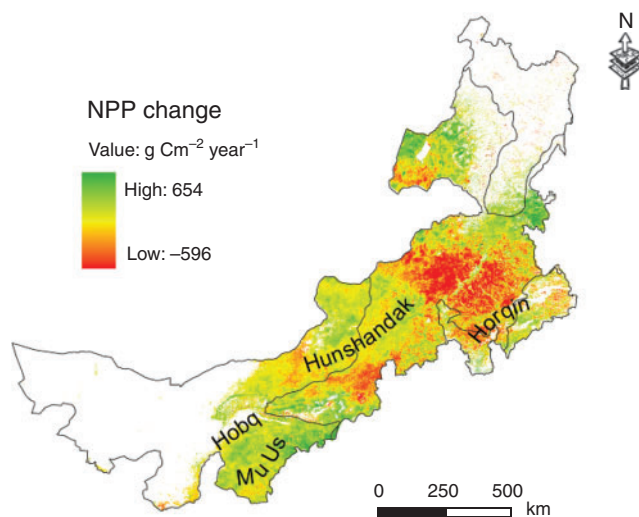 N
NPP change
Value: g Cm⁻² year⁻¹
High: 654
Low: –596
Hunshandak
Horqin
Hobq
Mu Us
0 250 500
km